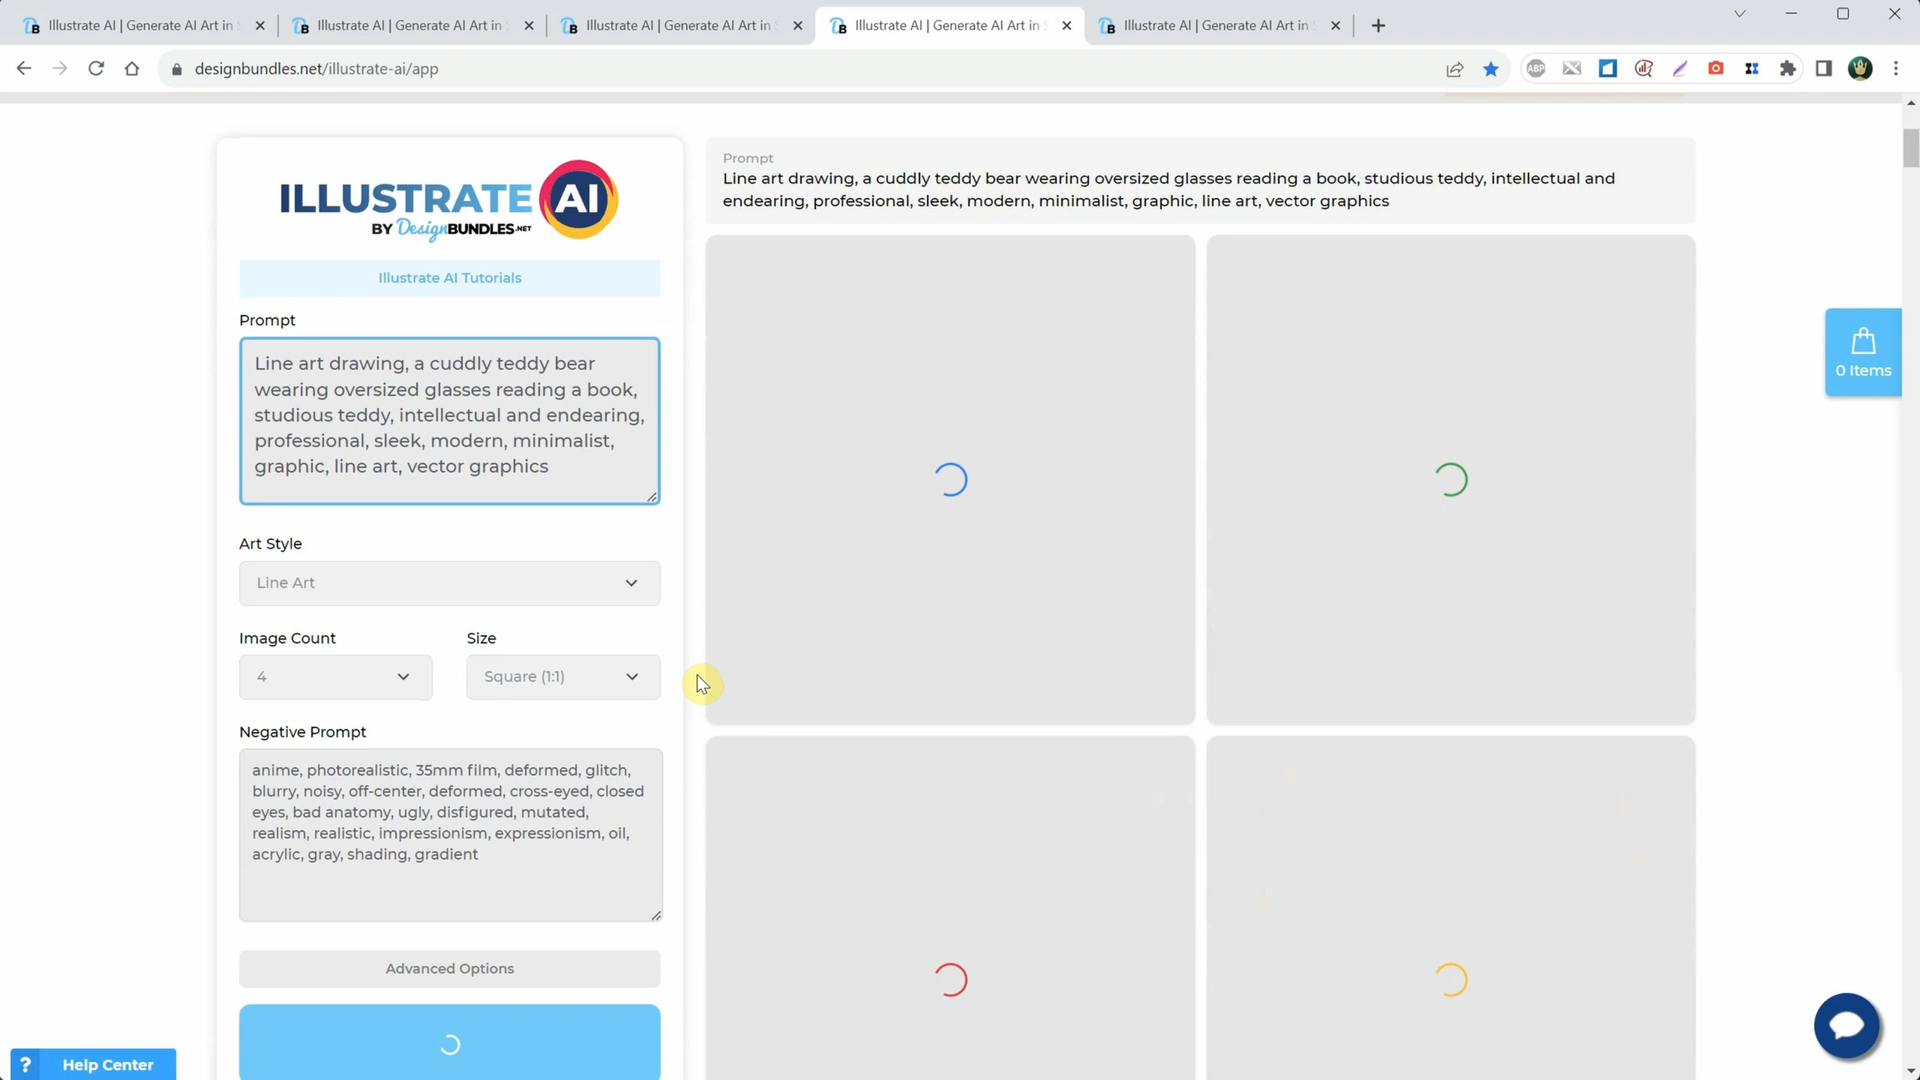 Illustrate AI | Generate AI Art in
Illustrate AI | Generate AI Art in
Illustrate AI | Generate AI Art in
Illustrate AI | Generate AI Art in
Illustrate AI | Generate AI Art in
designbundles.net/illustrate-ai/app
ABP
ILLUSTRATE AI
BY DesignBUNDLES.NET
Illustrate AI Tutorials
Prompt
Line art drawing, a cuddly teddy bear
wearing oversized glasses reading a book,
studious teddy, intellectual and endearing,
professional, sleek, modern, minimalist,
graphic, line art, vector graphics
Art Style
Line Art
Image Count
Size
4
Square (1:1)
Negative Prompt
anime, photorealistic, 35mm film, deformed, glitch,
blurry, noisy, off-center, deformed, cross-eyed, closed
eyes, bad anatomy, ugly, disfigured, mutated,
realism, realistic, impressionism, expressionism, oil,
acrylic, gray, shading, gradient
Advanced Options
? Help Center
Prompt
Line art drawing, a cuddly teddy bear wearing oversized glasses reading a book, studious teddy, intellectual and
endearing, professional, sleek, modern, minimalist, graphic, line art, vector graphics
0 Items